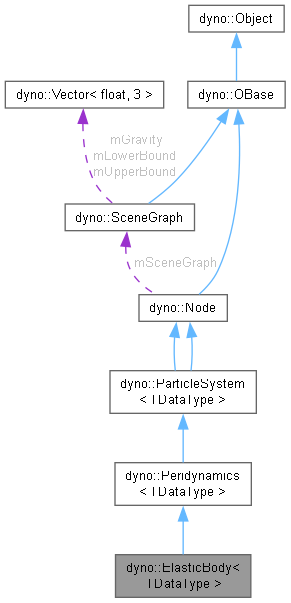 dyno::Object
dyno::Vector< float, 3 >
dyno::OBase
mGravity
mLowerBound
mUpperBound
dyno::SceneGraph
mSceneGraph
dyno::Node
dyno::ParticleSystem
< TDataType >
dyno::Peridynamics
< TDataType >
dyno::ElasticBody<
TDataType >